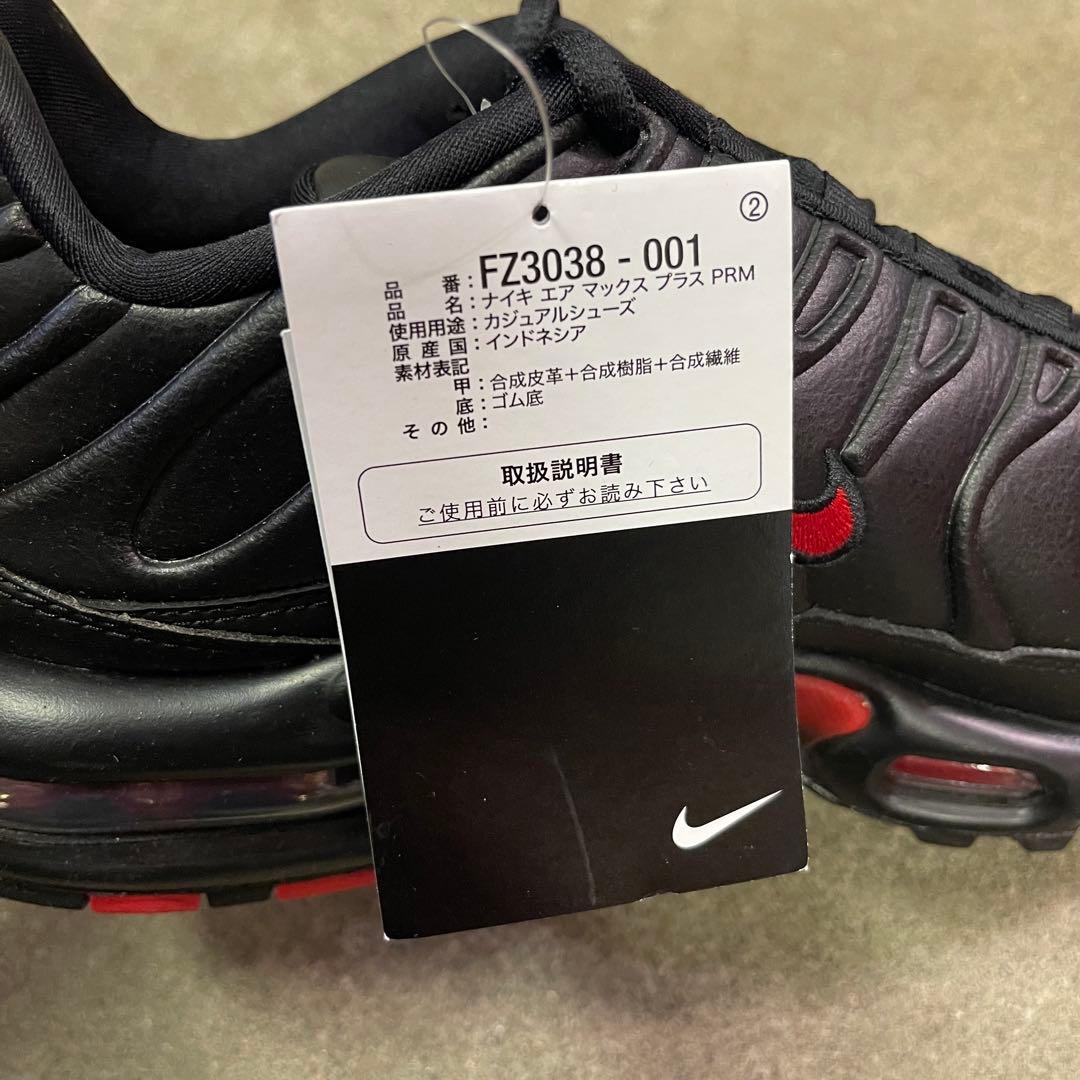 ②
品番：FZ3038 - 001
品名：ナイキ エア マックス プラス PRM
使用用途：カジュアルシューズ
原産国：インドネシア
素材表記
甲：合成皮革＋合成樹脂＋合成繊維
底：ゴム底
その他：
取扱説明書
ご使用前に必ずお読み下さい